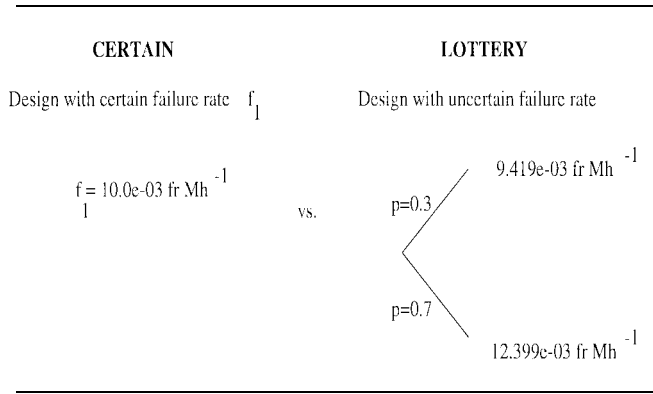 CERTAIN
LOTTERY
Design with certain failure rate f1
Design with uncertain failure rate
f1 = 10.0e-03 fr Mh -1
vs.
p=0.3
9.419e-03 fr Mh -1
p=0.7
12.399e-03 fr Mh -1